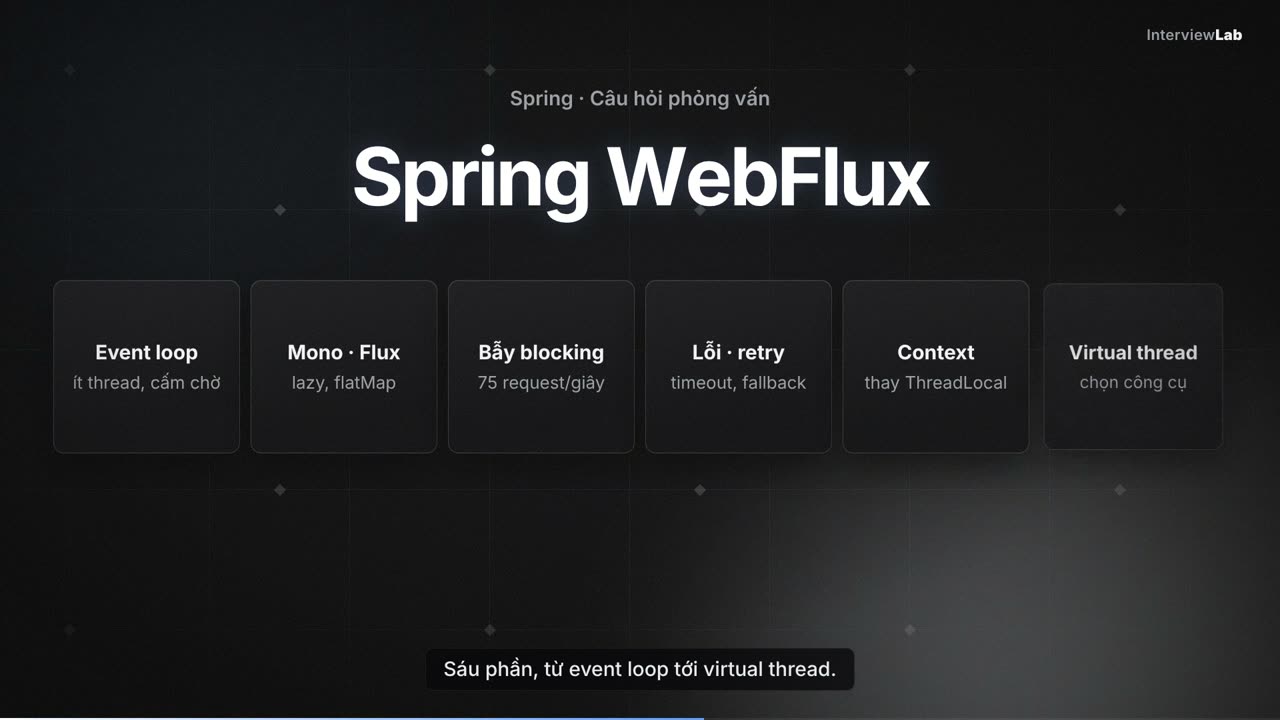 InterviewLab
Spring · Câu hỏi phỏng vấn
Spring WebFlux
Event loop
ít thread, cấm chờ
Mono · Flux
lazy, flatMap
Bẫy blocking
75 request/giây
Lỗi · retry
timeout, fallback
Context
thay ThreadLocal
Virtual thread
chọn công cụ
Sáu phần, từ event loop tới virtual thread.